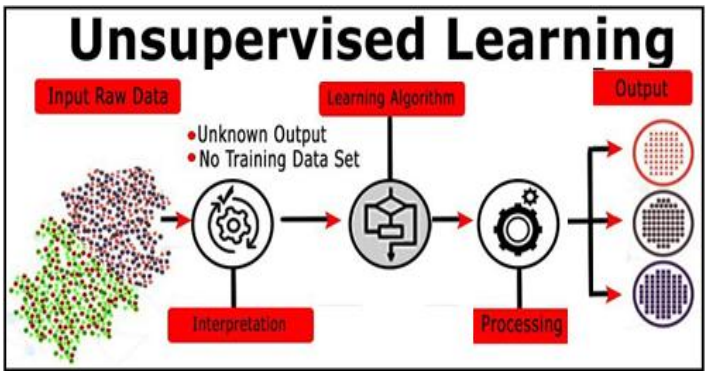 Unsupervised Learning
Input Raw Data
Learning Algorithm
Output
•Unknown Output
•No Training Data Set
Interpretation
Processing